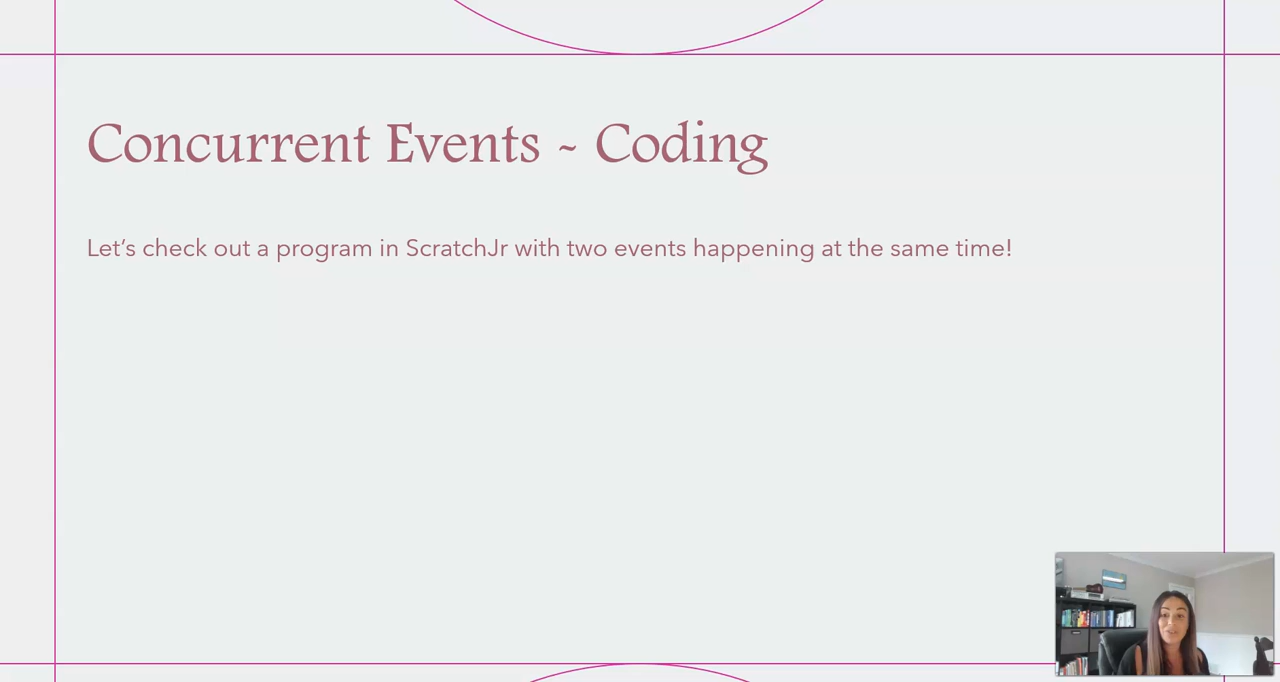 Concurrent Events ~ Coding
Let’s check out a program in ScratchJr with two events happening at the same time!